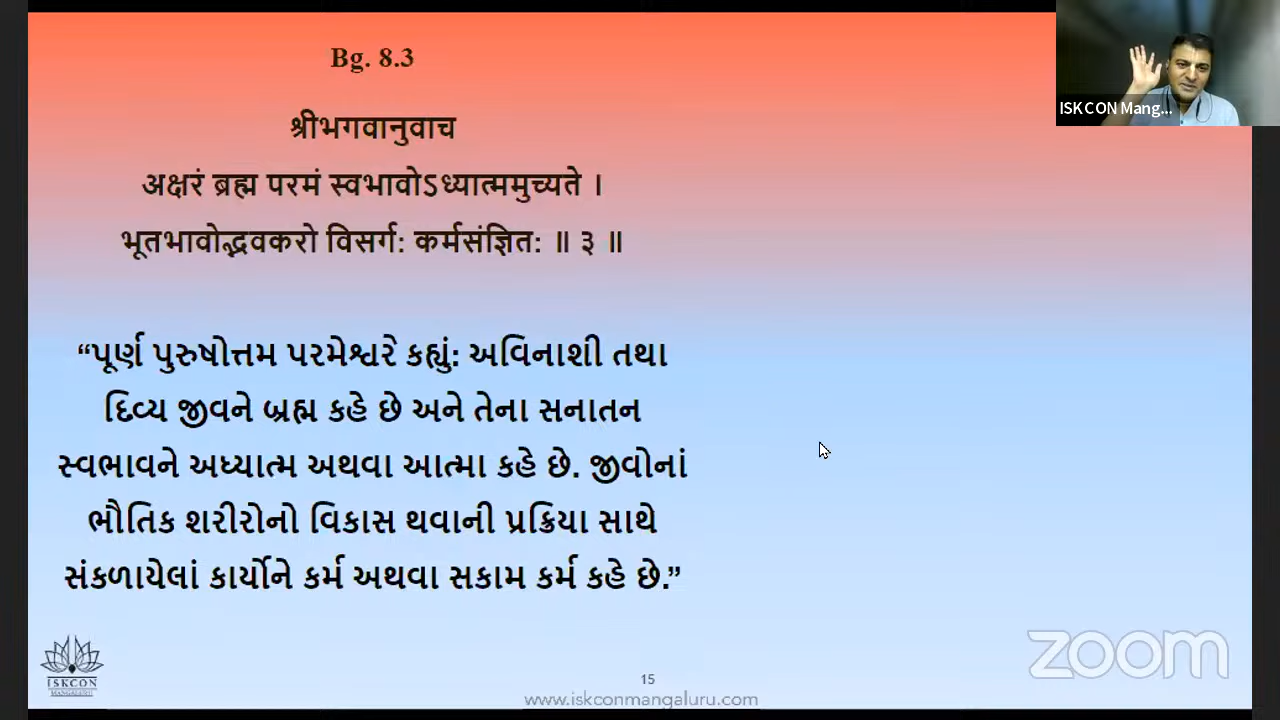 Bg. 8.3
ISKCON Mang...
श्रीभगवानुवाच
अक्षरं ब्रह्म परमं स्वभावोऽध्यात्ममुच्यते ।
भूतभावोद्भवकरो विसर्ग: कर्मसंज्ञित: ॥ ३ ॥
“પૂર્ણ પુરુષોત્તમ પરમેશ્વરે કહ્યું: અવિનાશી તથા
દિવ્ય જીવને બ્રહ્મ કહે છે અને તેના સનાતન
સ્વભાવને અધ્યાત્મ અથવા આત્મા કહે છે. જીવોનાં
ભૌતિક શરીરોનો વિકાસ થવાની પ્રક્રિયા સાથે
સંકળાયેલાં કાર્યોને કર્મ અથવા સકામ કર્મ કહે છે.”
zoom
ISKCON
MANGALURU
15
www.iskconmangaluru.com